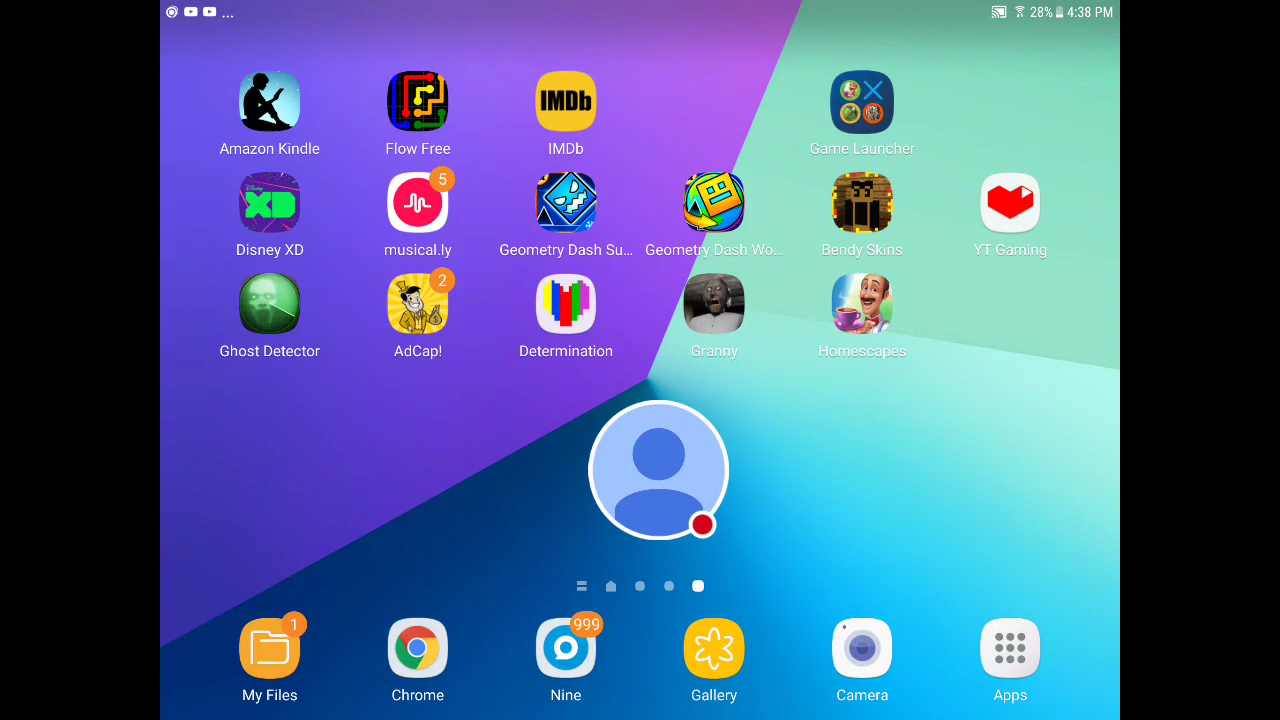 ...
28% 4:38 PM
IMDb
Amazon Kindle Flow Free IMDb Game Launcher
Disney XD 5
Disney XD musical.ly Geometry Dash Su... Geometry Dash Wo... Bendy Skins YT Gaming
2
Ghost Detector AdCap! Determination Granny Homescapes
1 999
My Files Chrome Nine Gallery Camera Apps